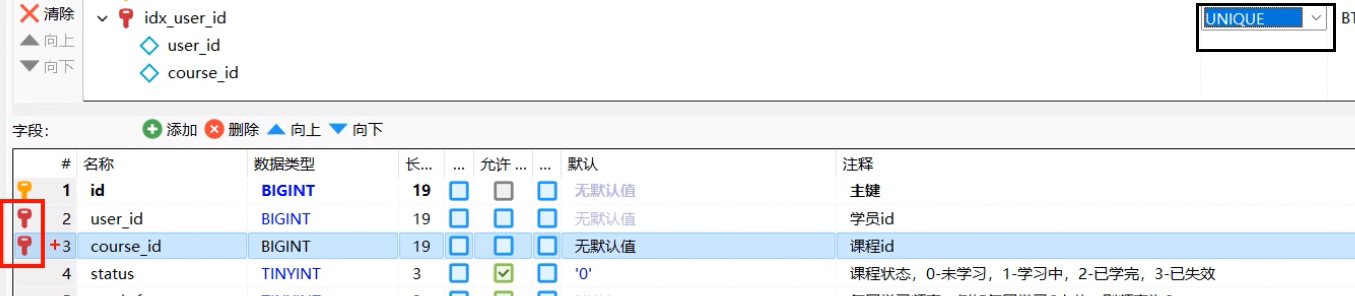 清除
idx_user_id
UNIQUE
向上
user_id
向下
course_id
字段:
添加 删除 向上 向下
# 名称 数据类型 长... ... 允许 ... ... 默认 注释
1 id BIGINT 19 无默认值 主键
2 user_id BIGINT 19 无默认值 学员id
+3 course_id BIGINT 19 无默认值 课程id
4 status TINYINT 3 '0' 课程状态，0-未学习，1-学习中，2-已学完，3-已失效